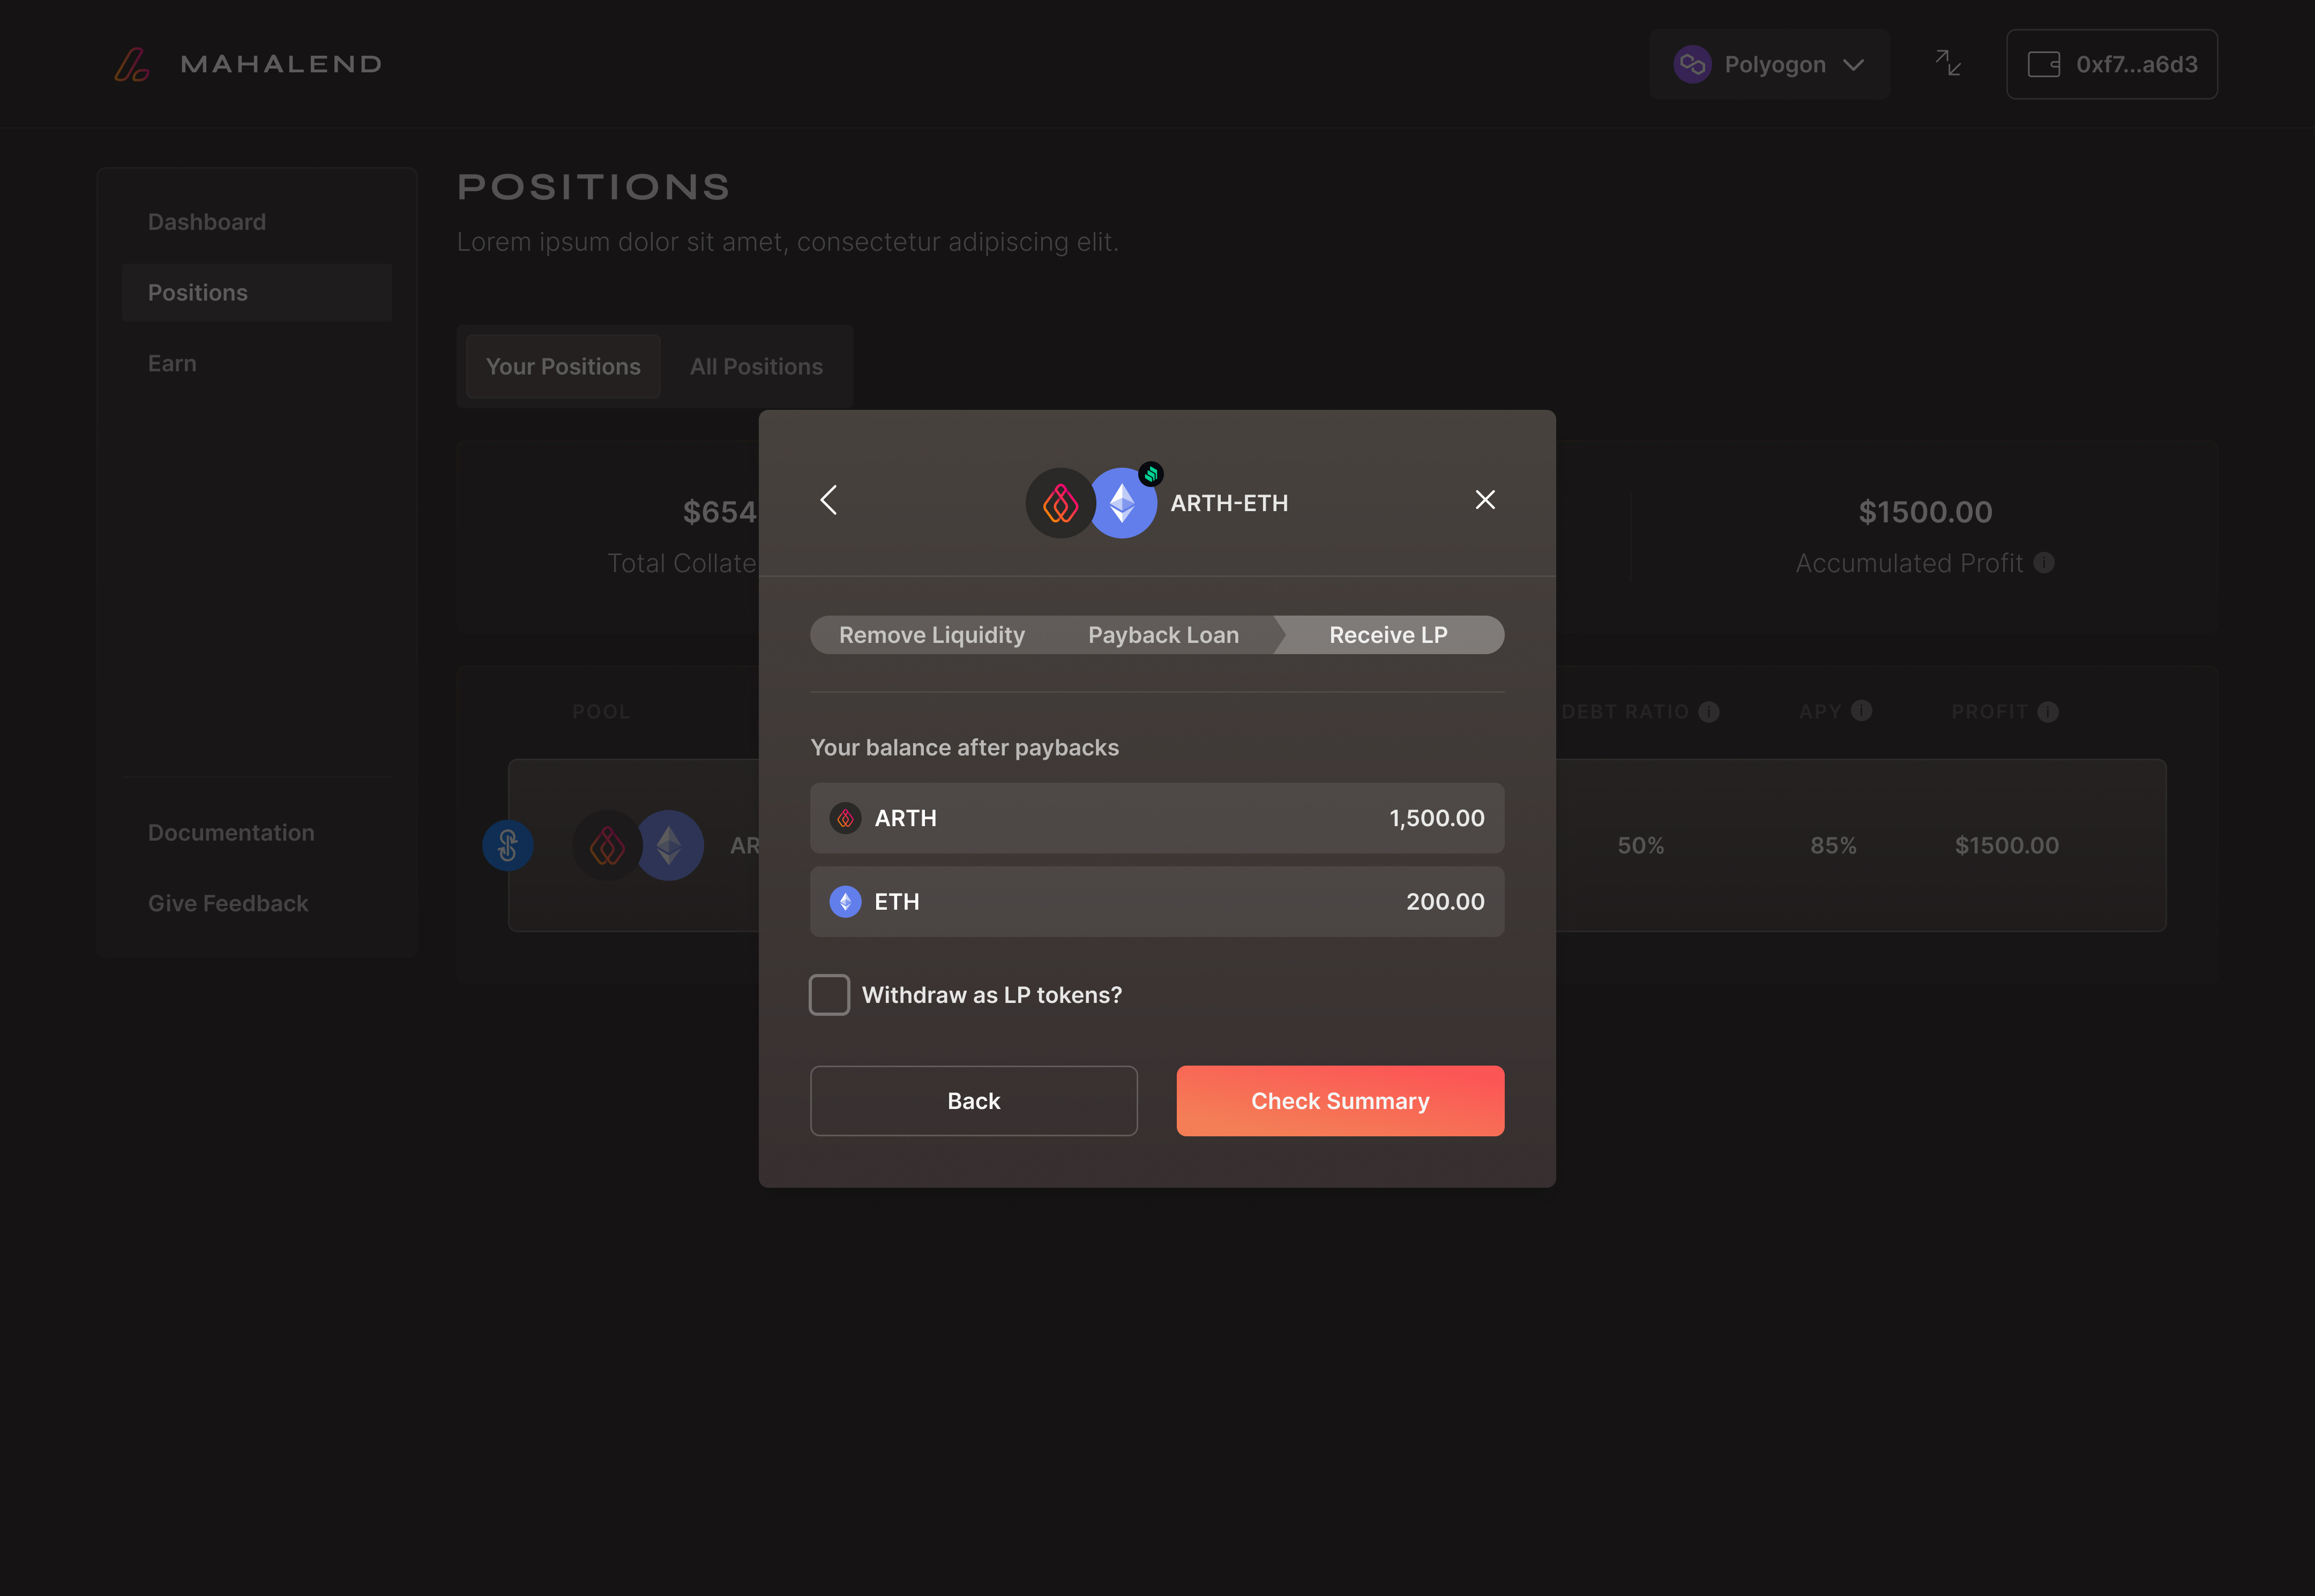 MAHALEND
Polyogon
0xf7...a6d3
Dashboard
Positions
Earn
Documentation
Give Feedback
POSITIONS
Lorem ipsum dolor sit amet, consectetur adipiscing elit.
Your Positions
All Positions
$654
Total Collate
$1500.00
Accumulated Profit
POOL
DEBT RATIO
APY
PROFIT
AR
50%
85%
$1500.00
ARTH-ETH
Remove Liquidity
Payback Loan
Receive LP
Your balance after paybacks
ARTH 1,500.00
ETH 200.00
Withdraw as LP tokens?
Back
Check Summary